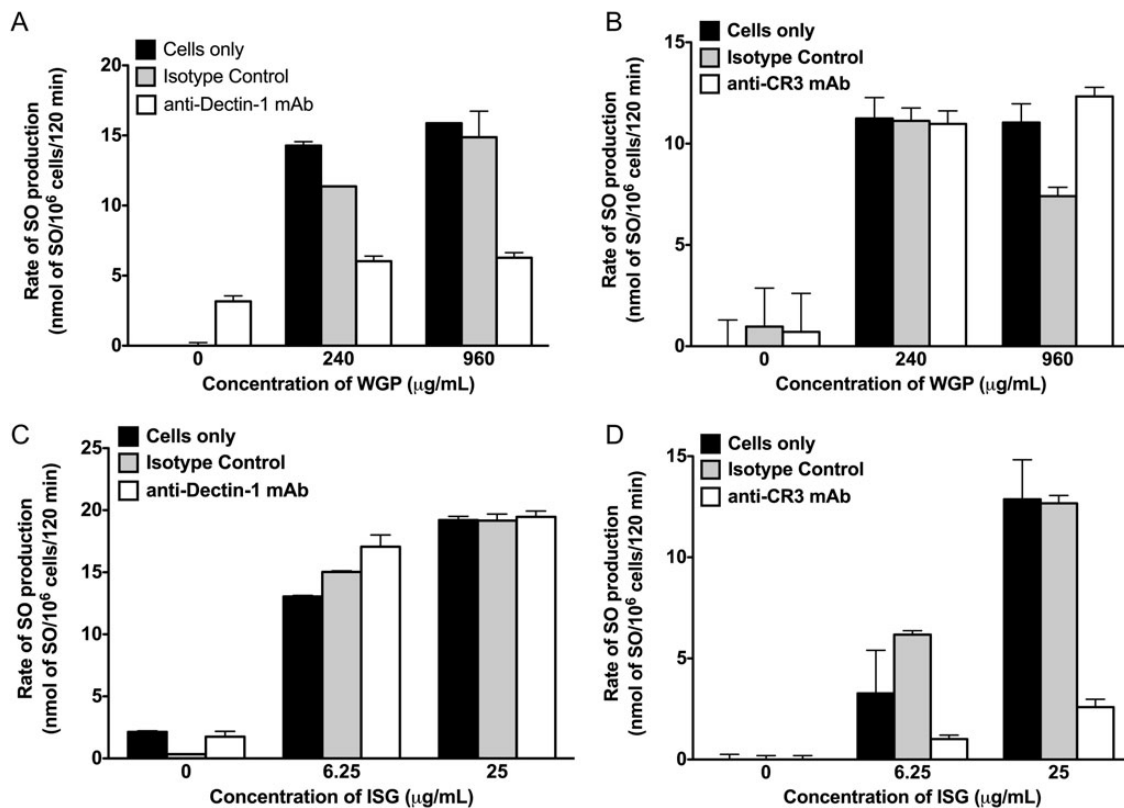 A
Cells only
Isotype Control
anti-Dectin-1 mAb
Rate of SO production
(nmol of SO/10⁶ cells/120 min)
20
15
10
5
0
0 240 960
Concentration of WGP (μg/mL)
B
Cells only
Isotype Control
anti-CR3 mAb
Rate of SO production
(nmol of SO/10⁶ cells/120 min)
15
10
5
0
0 240 960
Concentration of WGP (μg/mL)
C
Cells only
Isotype Control
anti-Dectin-1 mAb
Rate of SO production
(nmol of SO/10⁶ cells/120 min)
25
20
15
10
5
0
0 6.25 25
Concentration of ISG (μg/mL)
D
Cells only
Isotype Control
anti-CR3 mAb
Rate of SO production
(nmol of SO/10⁶ cells/120 min)
15
10
5
0
0 6.25 25
Concentration of ISG (μg/mL)